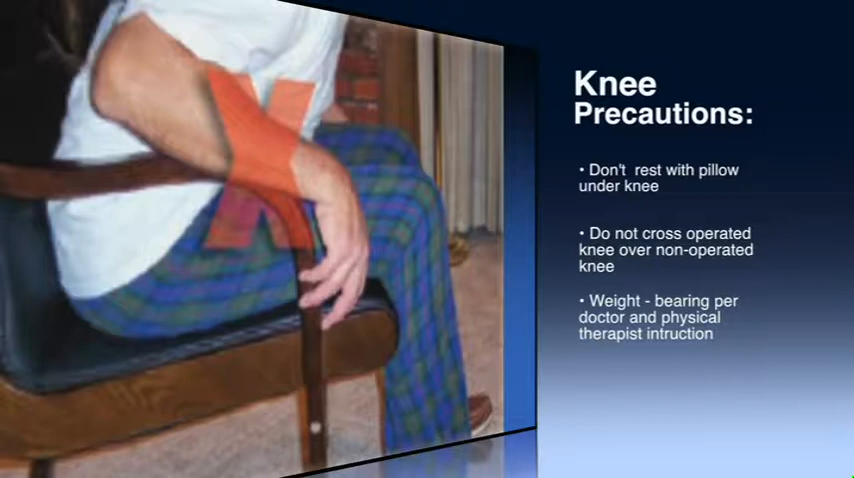 Knee
Precautions:
• Don't rest with pillow
under knee
• Do not cross operated
knee over non-operated
knee
• Weight - bearing per
doctor and physical
therapist intruction